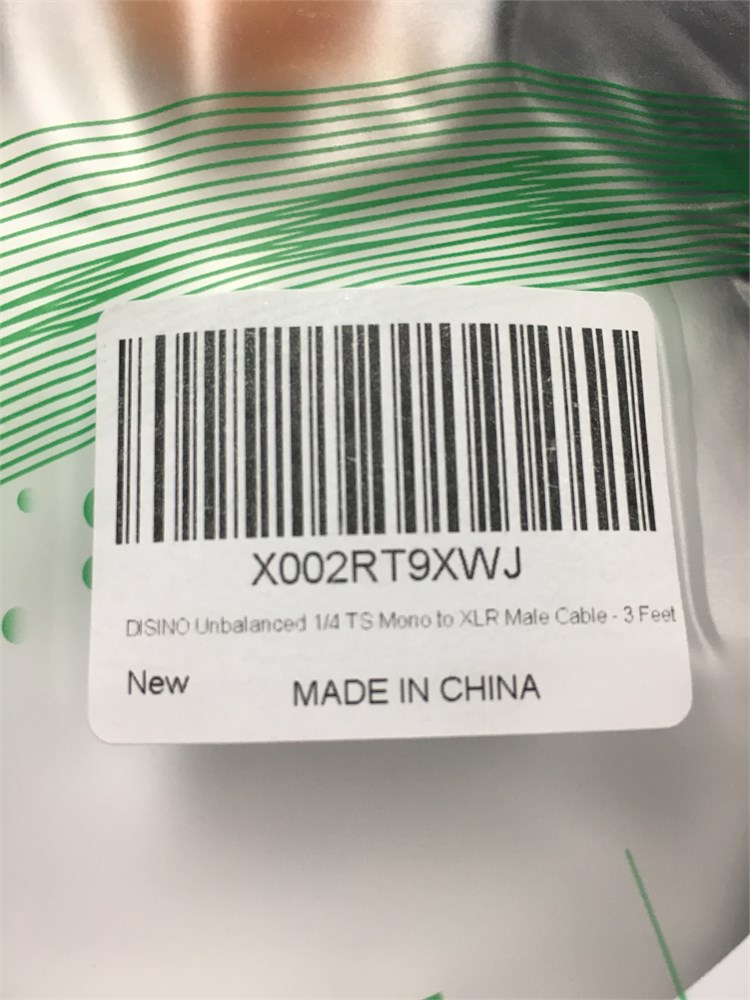 X002RT9XWJ
DISINO Unbalanced 1/4 TS Mono to XLR Male Cable - 3 Feet
New
MADE IN CHINA